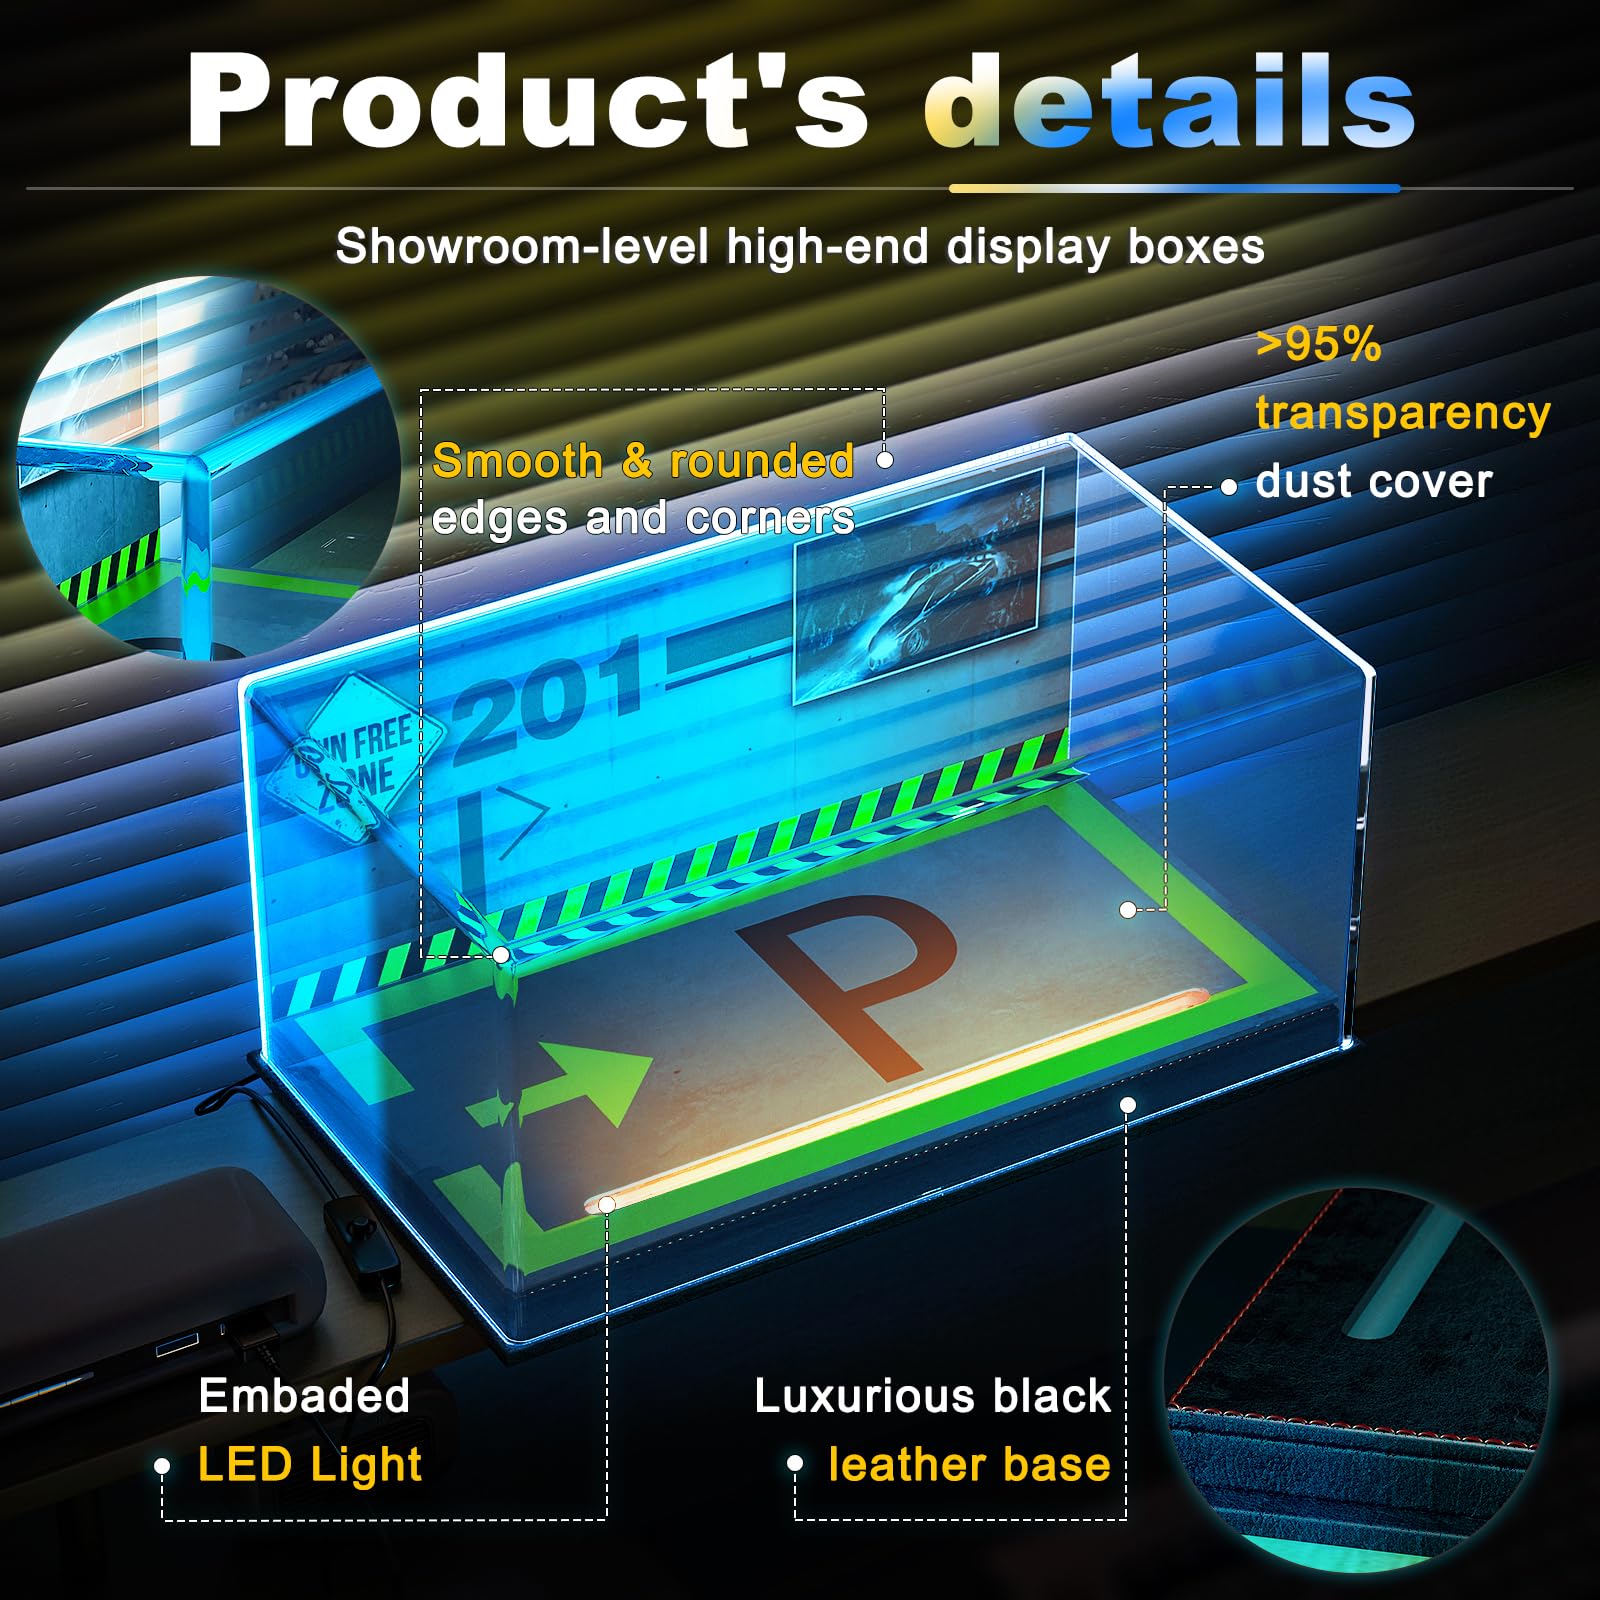 Product's details
Showroom-level high-end display boxes
>95%
transparency
dust cover
Smooth & rounded
edges and corners
201
FREE
ZONE
P
Embaded
LED Light
Luxurious black
leather base